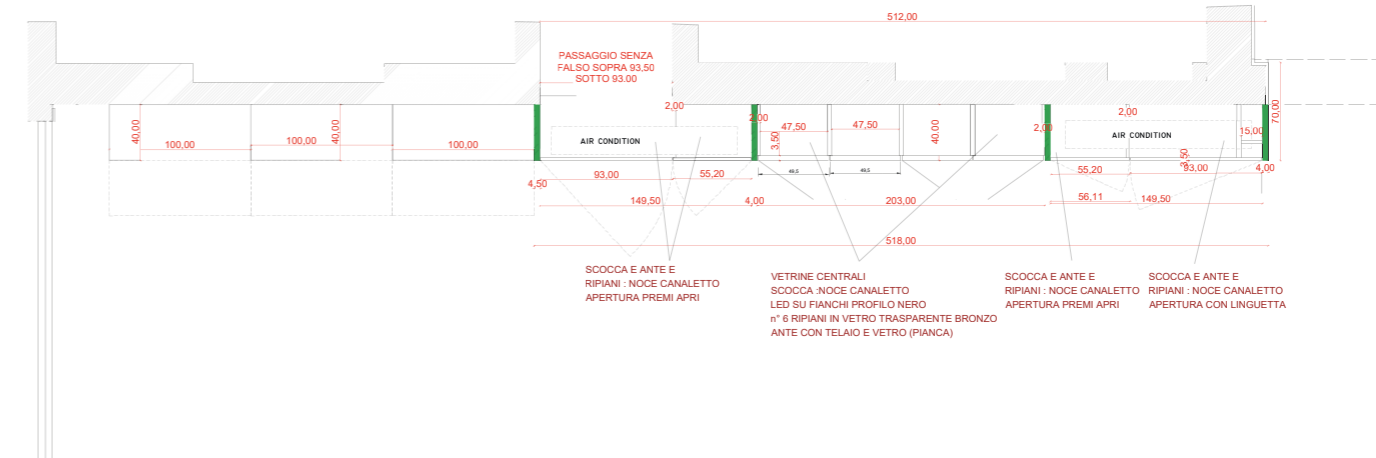 512,00
PASSAGGIO SENZA
FALSO SOPRA 93,50
SOTTO 93.00
2,00
2,00
2,00
2,00
70,00
40,00
100,00
100,00
40,00
100,00
AIR CONDITION
47,50
3,50
47,50
40,00
AIR CONDITION
15,00
3,50
4,50
93,00
55,20
49,5
49,5
55,20
93,00
4,00
149,50
4,00
203,00
56,11
149,50
518,00
SCOCCA E ANTE E
RIPIANI : NOCE CANALETTO
APERTURA PREMI APRI
VETRINE CENTRALI
SCOCCA :NOCE CANALETTO
LED SU FIANCHI PROFILO NERO
n° 6 RIPIANI IN VETRO TRASPARENTE BRONZO
ANTE CON TELAIO E VETRO (PIANCA)
SCOCCA E ANTE E
RIPIANI : NOCE CANALETTO
APERTURA PREMI APRI
SCOCCA E ANTE E
RIPIANI : NOCE CANALETTO
APERTURA CON LINGUETTA